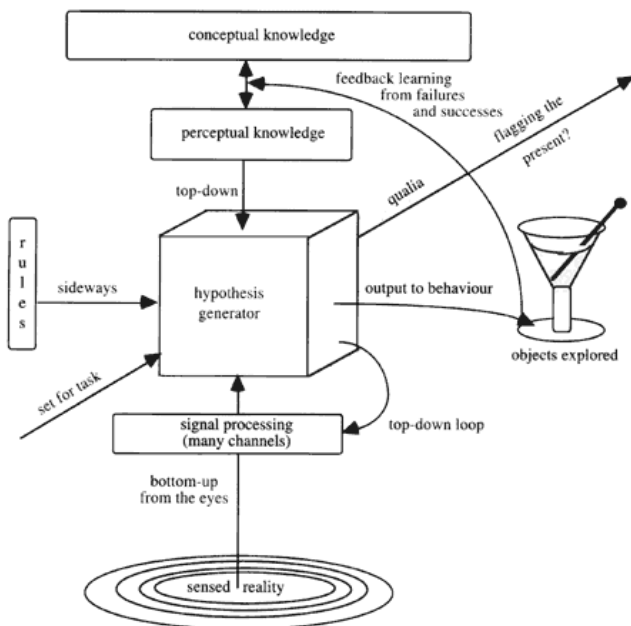 conceptual knowledge
feedback learning
from failures
and successes
flagging the
present?
perceptual knowledge
top-down
qualia
rules
sideways
hypothesis
generator
output to behaviour
objects explored
set for task
signal processing
(many channels)
top-down loop
bottom-up
from the eyes
sensed reality